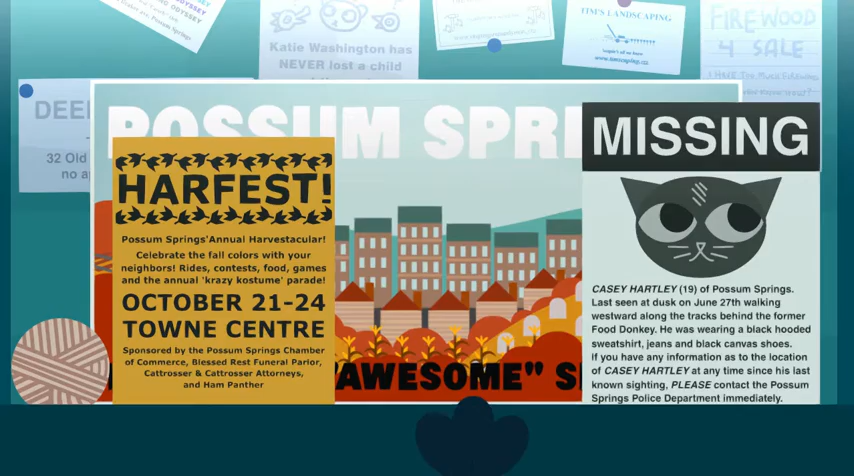 ODYSSEY
Possum Springs
Katie Washington has
NEVER lost a child
LANDSCAPING
FIREWOOD
4 SALE
DEE
32 Old
no a
POSSUM SPRI
HARFEST!
Possum Springs'Annual Harvestacular!
Celebrate the fall colors with your
neighbors! Rides, contests, food, games
and the annual 'krazy kostume' parade!
OCTOBER 21-24
TOWNE CENTRE
Sponsored by the Possum Springs Chamber
of Commerce, Blessed Rest Funeral Parlor,
Cattrosser & Cattrosser Attorneys,
and Ham Panther
"AWESOME" S
MISSING
CASEY HARTLEY (19) of Possum Springs.
Last seen at dusk on June 27th walking
westward along the tracks behind the former
Food Donkey. He was wearing a black hooded
sweatshirt, jeans and black canvas shoes.
If you have any information as to the location
of CASEY HARTLEY at any time since his last
known sighting, PLEASE contact the Possum
Springs Police Department immediately.